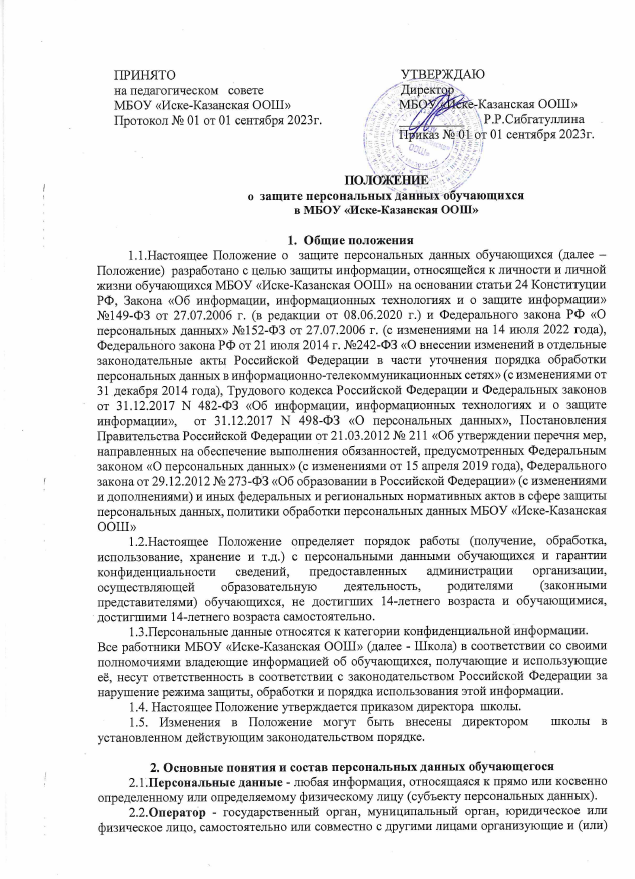 ПРИНЯТО
на педагогическом совете
МБОУ «Иске-Казанская ООШ»
Протокол № 01 от 01 сентября 2023г.
УТВЕРЖДАЮ
Директор
МБОУ «Иске-Казанская ООШ»
Р.Р.Сибгатуллина
Приказ № 01 от 01 сентября 2023г.
ПОЛОЖЕНИЕ
о защите персональных данных обучающихся
в МБОУ «Иске-Казанская ООШ»
1. Общие положения
1.1.Настоящее Положение о защите персональных данных обучающихся (далее –
Положение) разработано с целью защиты информации, относящейся к личности и личной
жизни обучающихся МБОУ «Иске-Казанская ООШ» на основании статьи 24 Конституции
РФ, Закона «Об информации, информационных технологиях и о защите информации»
№149-ФЗ от 27.07.2006 г. (в редакции от 08.06.2020 г.) и Федерального закона РФ «О
персональных данных» №152-ФЗ от 27.07.2006 г. (с изменениями на 14 июля 2022 года),
Федерального закона РФ от 21 июля 2014 г. №242-ФЗ «О внесении изменений в отдельные
законодательные акты Российской Федерации в части уточнения порядка обработки
персональных данных в информационно-телекоммуникационных сетях» (с изменениями от
31 декабря 2014 года), Трудового кодекса Российской Федерации и Федеральных законов
от 31.12.2017 N 482-ФЗ «Об информации, информационных технологиях и о защите
информации», от 31.12.2017 N 498-ФЗ «О персональных данных», Постановления
Правительства Российской Федерации от 21.03.2012 № 211 «Об утверждении перечня мер,
направленных на обеспечение выполнения обязанностей, предусмотренных Федеральным
законом «О персональных данных» (с изменениями от 15 апреля 2019 года), Федерального
закона от 29.12.2012 № 273-ФЗ «Об образовании в Российской Федерации» (с изменениями
и дополнениями) и иных федеральных и региональных нормативных актов в сфере защиты
персональных данных, политики обработки персональных данных МБОУ «Иске-Казанская
ООШ»
1.2.Настоящее Положение определяет порядок работы (получение, обработка,
использование, хранение и т.д.) с персональными данными обучающихся и гарантии
конфиденциальности сведений, предоставленных администрации организации,
осуществляющей образовательную деятельность, родителями (законными
представителями) обучающихся, не достигших 14-летнего возраста и обучающимися,
достигшими 14-летнего возраста самостоятельно.
1.3.Персональные данные относятся к категории конфиденциальной информации.
Все работники МБОУ «Иске-Казанская ООШ» (далее - Школа) в соответствии со своими
полномочиями владеющие информацией об обучающихся, получающие и использующие
её, несут ответственность в соответствии с законодательством Российской Федерации за
нарушение режима защиты, обработки и порядка использования этой информации.
1.4. Настоящее Положение утверждается приказом директора школы.
1.5. Изменения в Положение могут быть внесены директором школы в
установленном действующим законодательством порядке.
2. Основные понятия и состав персональных данных обучающегося
2.1.Персональные данные - любая информация, относящаяся к прямо или косвенно
определенному или определяемому физическому лицу (субъекту персональных данных).
2.2.Оператор - государственный орган, муниципальный орган, юридическое или
физическое лицо, самостоятельно или совместно с другими лицами организующие и (или)